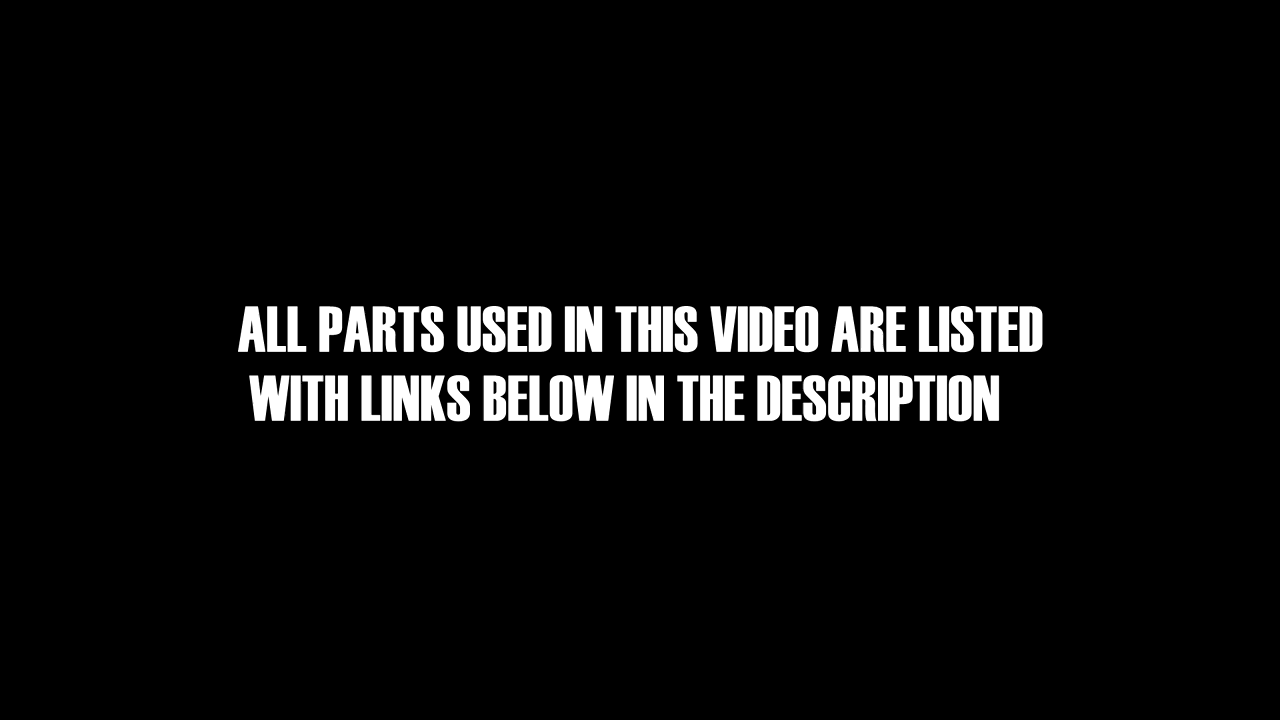 ALL PARTS USED IN THIS VIDEO ARE LISTED
WITH LINKS BELOW IN THE DESCRIPTION